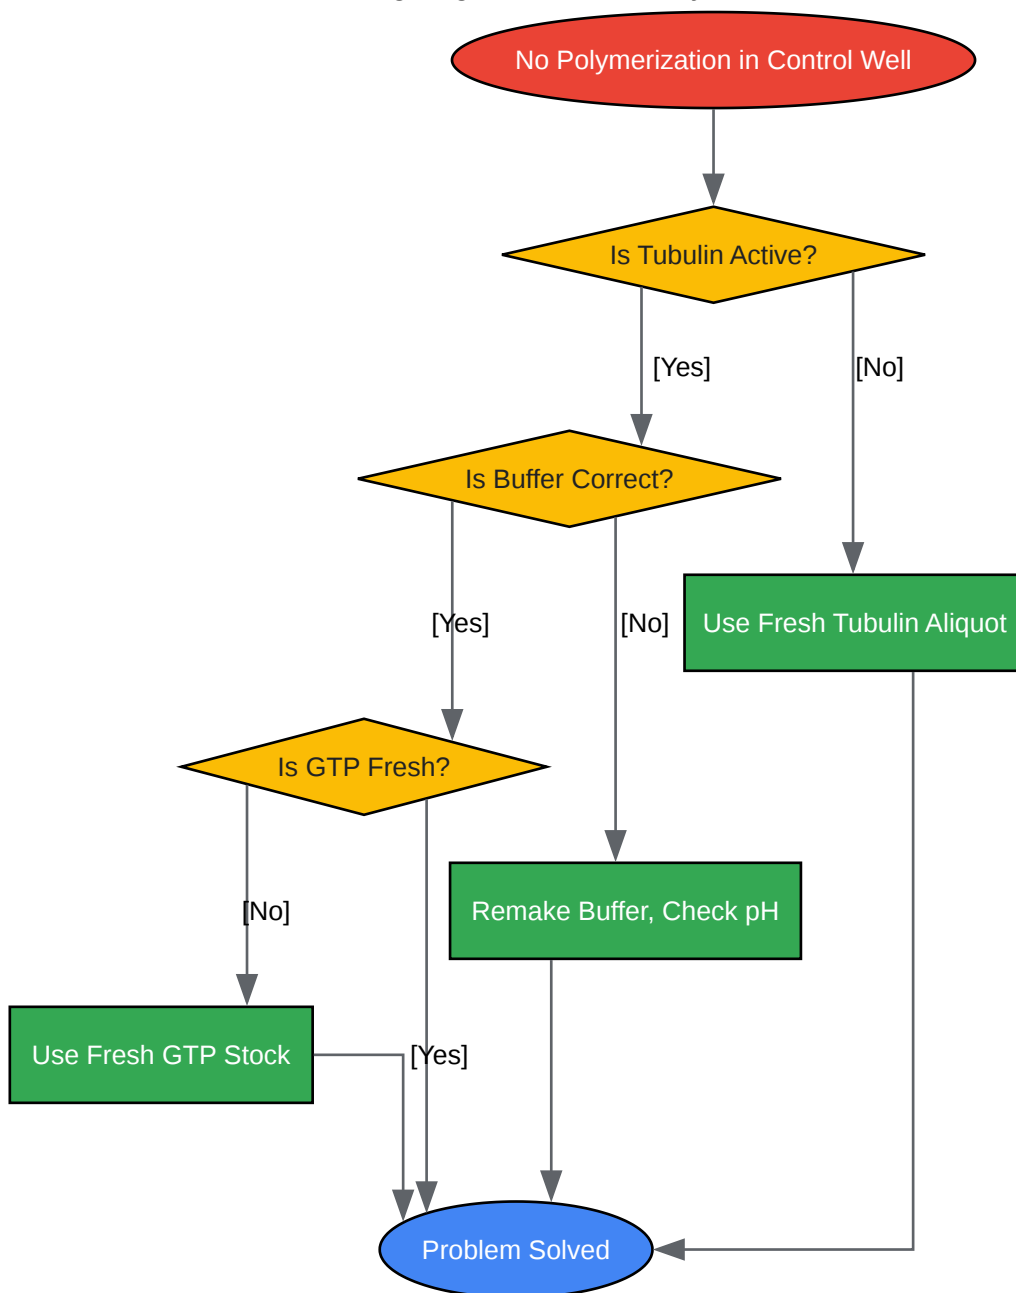 No Polymerization in Control Well
Is Tubulin Active?
[Yes]
[No]
Is Buffer Correct?
[Yes]
[No]
Use Fresh Tubulin Aliquot
Is GTP Fresh?
[No]
Remake Buffer, Check pH
Use Fresh GTP Stock
[Yes]
Problem Solved